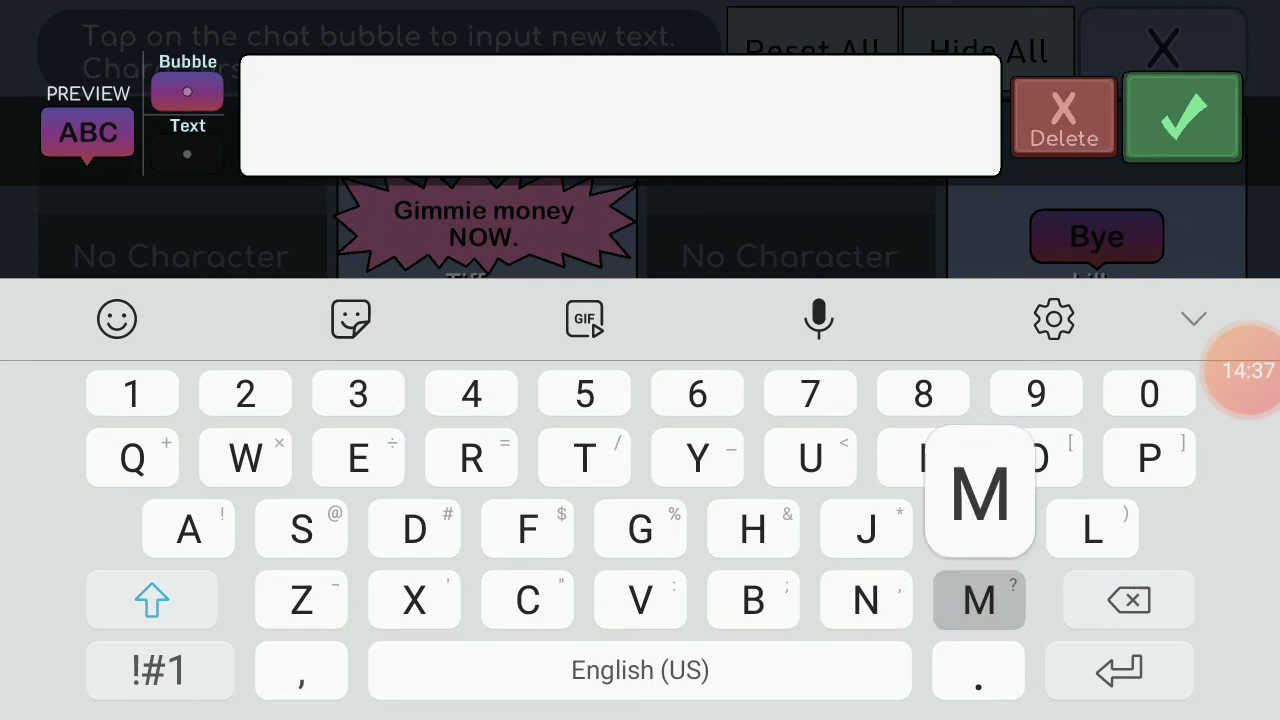 Tap on the chat bubble to input new text.
Reset All
Hide All
X
Bubble
PREVIEW
ABC
Text
X
Delete
Gimmie money
NOW.
No Character
No Character
Bye
GIF
14:37
1 2 3 4 5 6 7 8 9 0
Q + W × E ÷ R = T / Y _ U < O [ P ]
M
A ! S @ D # F $ G % H & J * L )
Z - X ' C " V : B ; N , M ?
!#1 , English (US) .